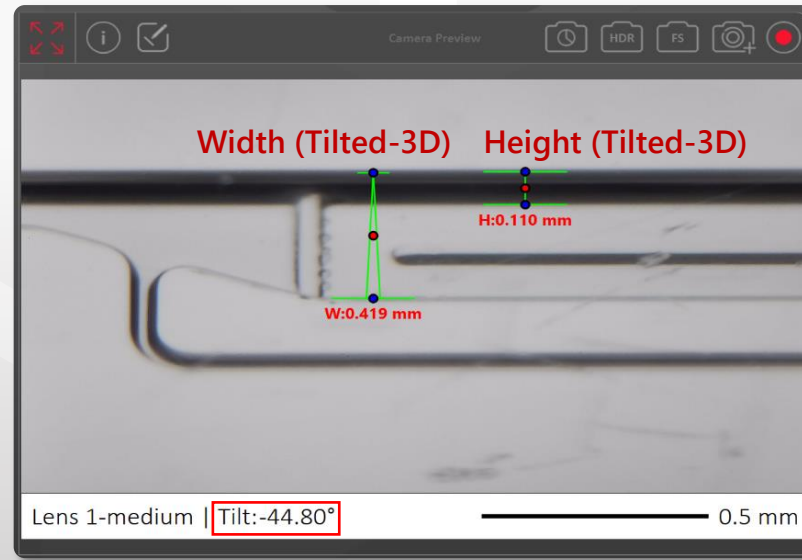 i
Camera Preview
HDR
FS
Width (Tilted-3D) Height (Tilted-3D)
H:0.110 mm
W:0.419 mm
Lens 1-medium | Tilt:-44.80° 0.5 mm